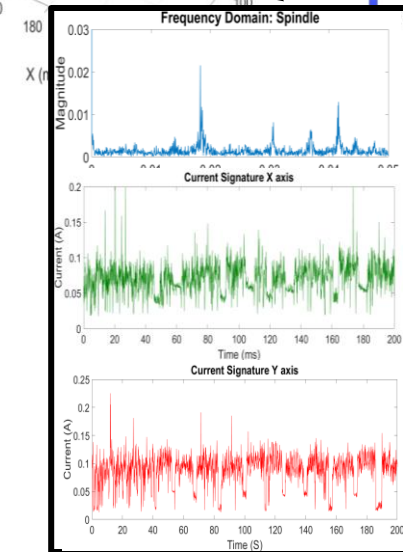 180
X (m
Frequency Domain: Spindle
Magnitude
0.03
0.02
0.01
0
Current Signature X axis
Current (A)
0.2
0.15
0.1
0.05
0
0 20 40 60 80 100 120 140 160 180 200
Time (ms)
Current Signature Y axis
Current (A)
0.25
0.2
0.15
0.1
0.05
0
0 20 40 60 80 100 120 140 160 180 200
Time (S)